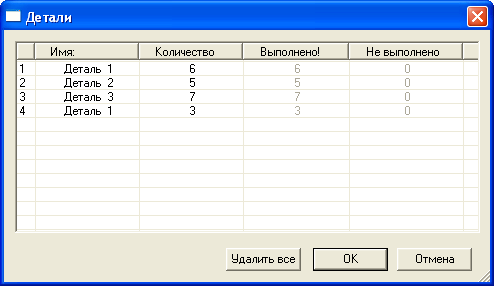 Детали
Имя: Количество Выполнено! Не выполнено
1 Деталь 1 6 6 0
2 Деталь 2 5 5 0
3 Деталь 3 7 7 0
4 Деталь 1 3 3 0
Удалить все OK Отмена